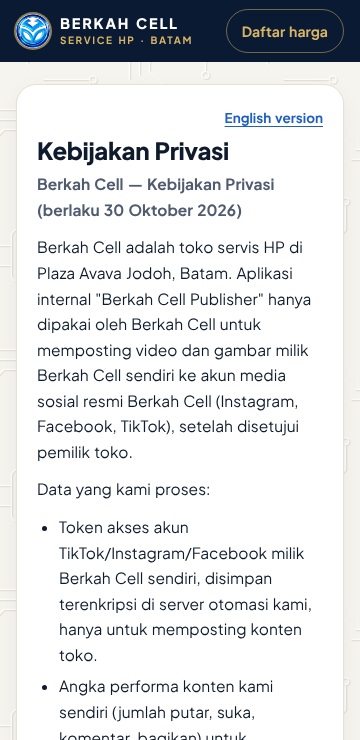 BERKAH CELL
SERVICE HP · BATAM
Daftar harga
English version
Kebijakan Privasi
Berkah Cell — Kebijakan Privasi
(berlaku 30 Oktober 2026)
Berkah Cell adalah toko servis HP di
Plaza Avava Jodoh, Batam. Aplikasi
internal "Berkah Cell Publisher" hanya
dipakai oleh Berkah Cell untuk
memposting video dan gambar milik
Berkah Cell sendiri ke akun media
sosial resmi Berkah Cell (Instagram,
Facebook, TikTok), setelah disetujui
pemilik toko.
Data yang kami proses:
• Token akses akun
TikTok/Instagram/Facebook milik
Berkah Cell sendiri, disimpan
terenkripsi di server otomasi kami,
hanya untuk memposting konten
toko.
• Angka performa konten kami
sendiri (jumlah putar, suka,
komentar, bagikan) untuk